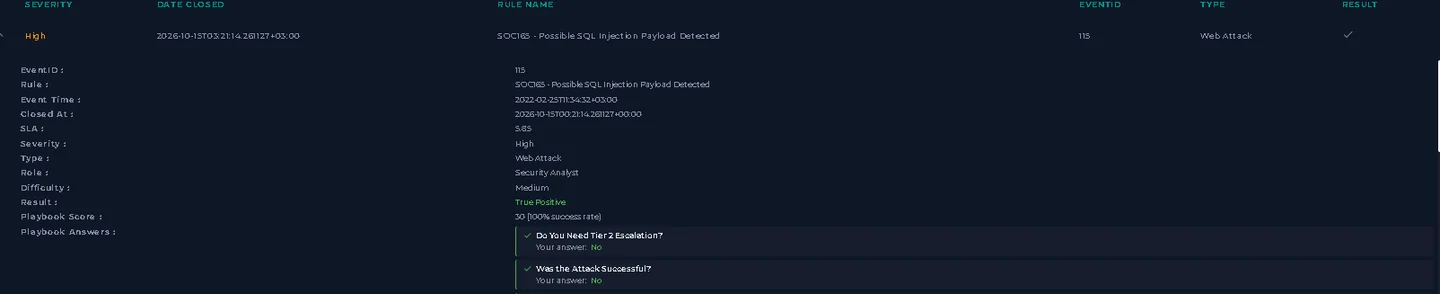 SEVERITY DATE CLOSED RULE NAME EVENTID TYPE RESULT
High 2026-10-15T03:21:14.261127+03:00 SOC165 - Possible SQL Injection Payload Detected 115 Web Attack
EventID : 115
Rule : SOC165 - Possible SQL Injection Payload Detected
Event Time : 2022-02-25T11:34:32+03:00
Closed At : 2026-10-15T00:21:14.261127+00:00
SLA : 5.85
Severity : High
Type : Web Attack
Role : Security Analyst
Difficulty : Medium
Result : True Positive
Playbook Score : 30 (100% success rate)
Playbook Answers :
Do You Need Tier 2 Escalation?
Your answer: No
Was the Attack Successful?
Your answer: No